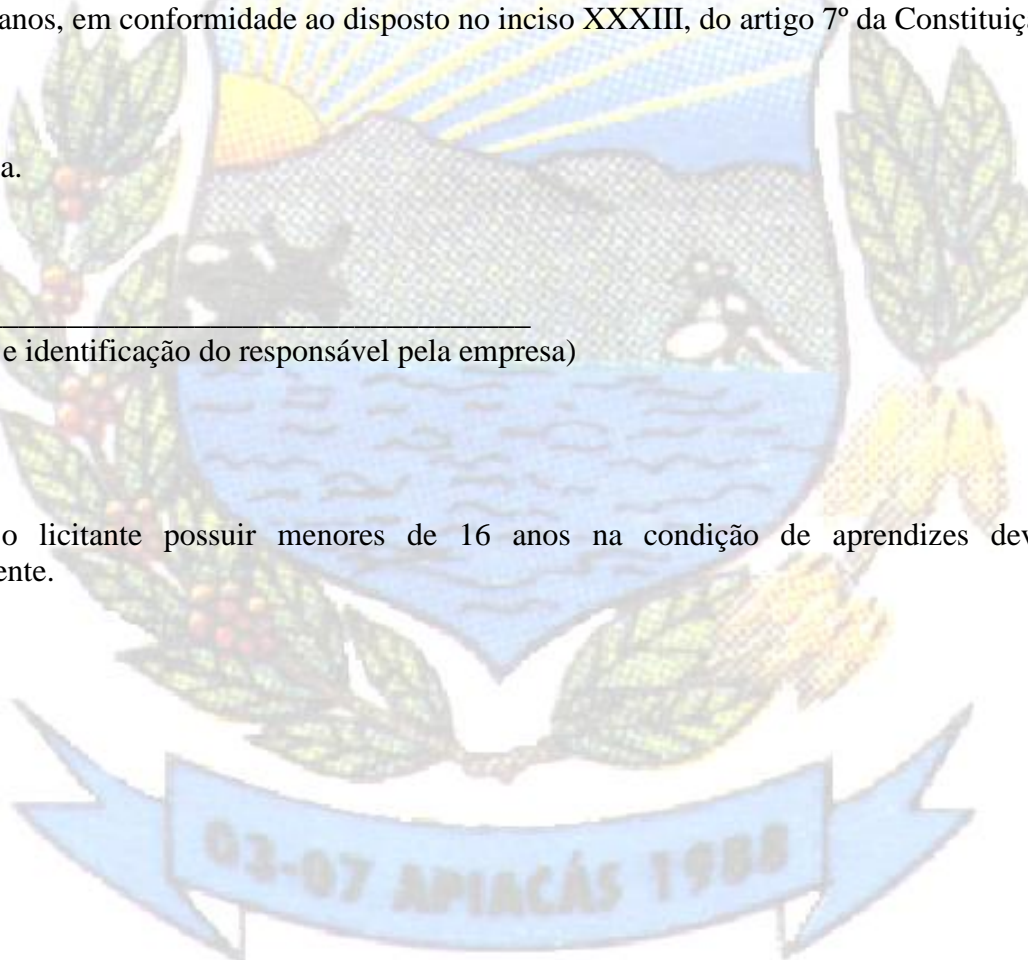 anos, em conformidade ao disposto no inciso XXXIII, do artigo 7º da Constituiç
a.
e identificação do responsável pela empresa)
o licitante possuir menores de 16 anos na condição de aprendizes dev
ente.
03-07 APIACÁS 1988